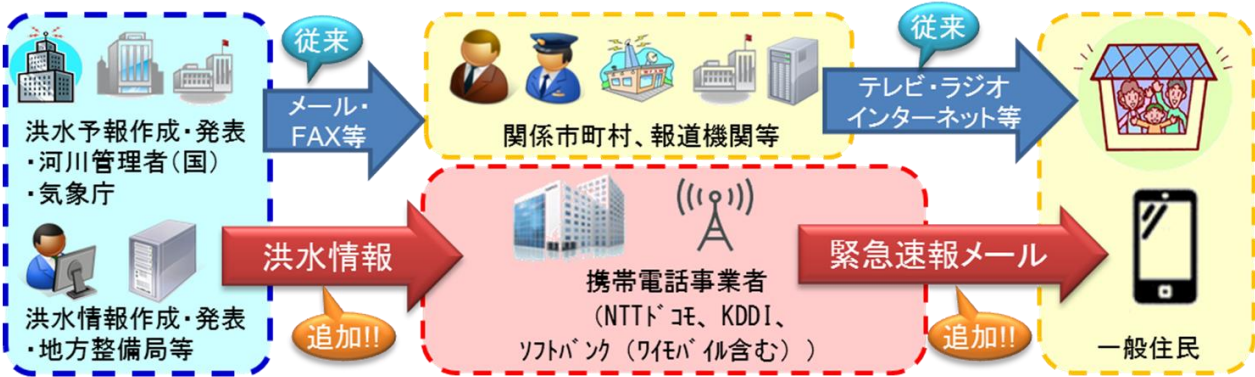 従来
メール・
FAX等
洪水予報作成・発表
・河川管理者(国)
・気象庁
関係市町村、報道機関等
従来
テレビ・ラジオ
インターネット等
洪水情報作成・発表
・地方整備局等
洪水情報
追加!!
携帯電話事業者
(NTTドコモ、KDDI、
ソフトバンク(ワイモバイル含む))
緊急速報メール
追加!!
一般住民